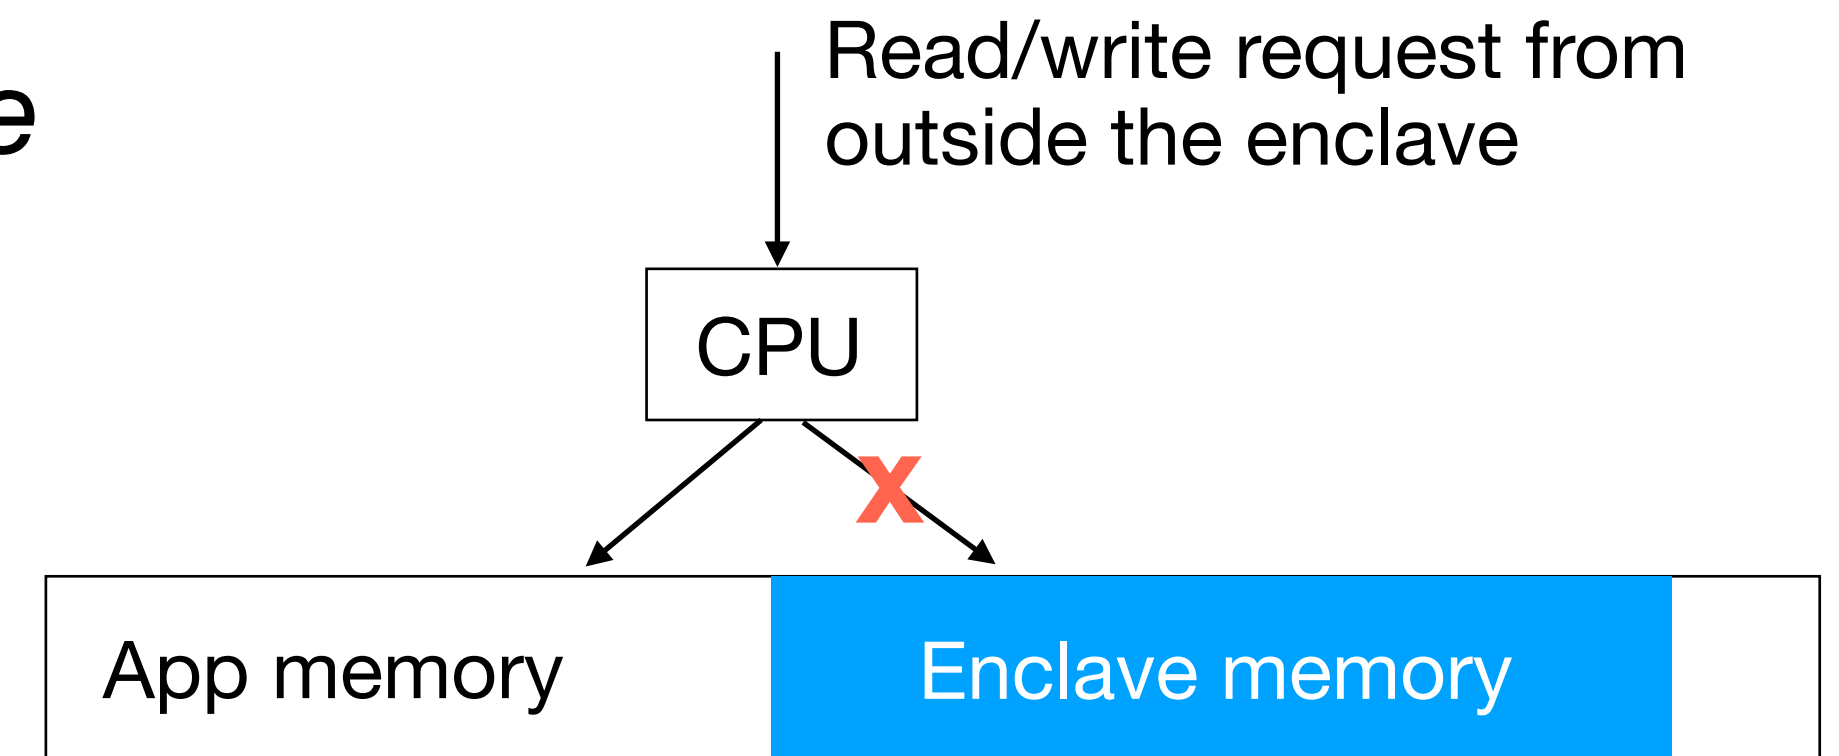 Read/write request from
outside the enclave
CPU
X
App memory
Enclave memory